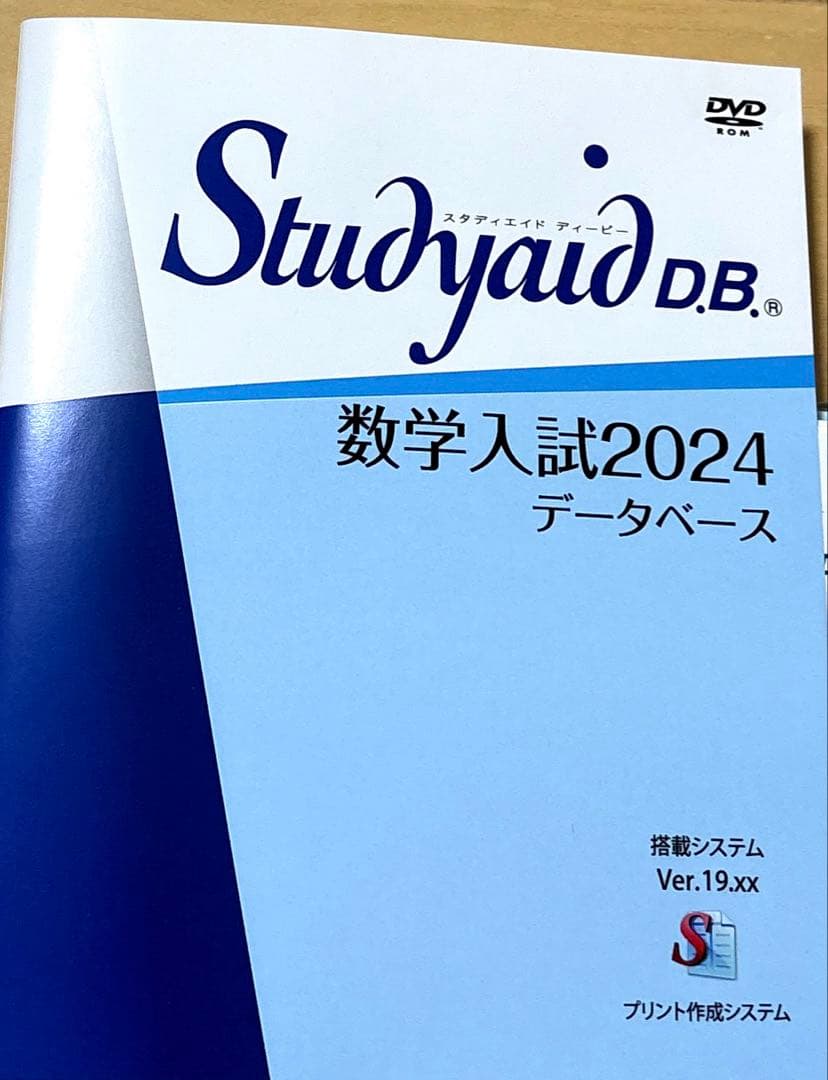 DVD
ROM
スタディエイド ディービー
Studyaid D.B.®
数学入試2024
データベース
搭載システム
Ver.19.xx
S
プリント作成システム